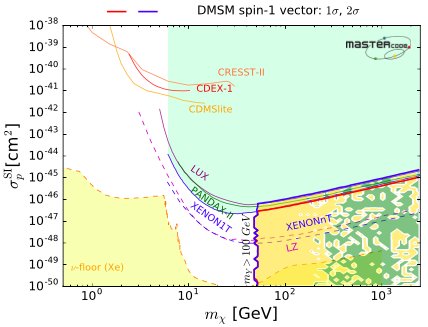 DMSM spin-1 vector: 1σ, 2σ
10^-38
10^-39
10^-40
10^-41
10^-42
10^-43
10^-44
10^-45
10^-46
10^-47
10^-48
10^-49
10^-50
σ_p^SI [cm^2]
MASTERcode
CRESST-II
CDEX-1
CDMSlite
LUX
PANDAX-II
XENON1T
XENONnT
LZ
m_Y > 100 GeV
ν-floor (Xe)
10^0 10^1 10^2 10^3
m_χ [GeV]